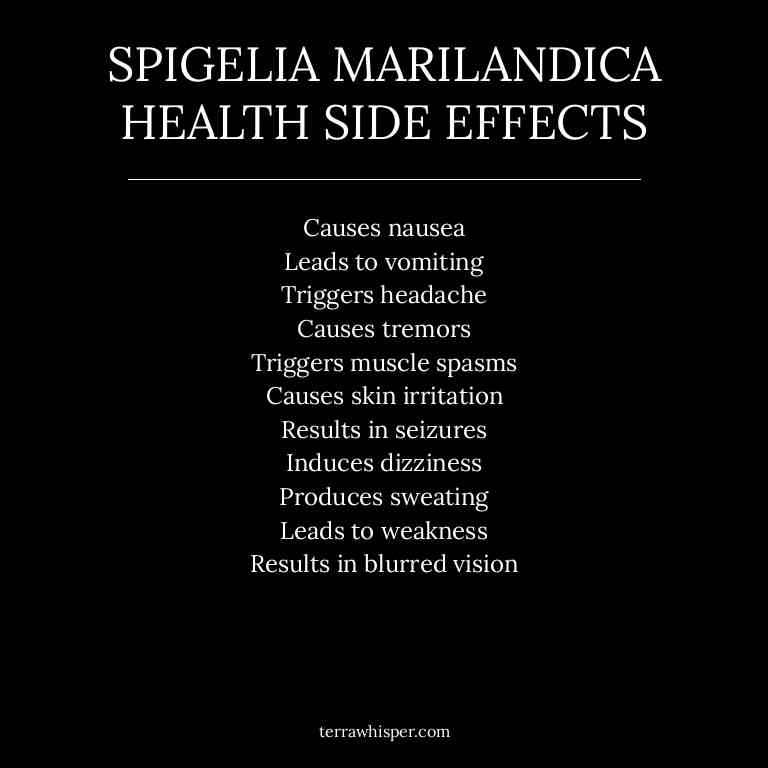 SPIGELIA MARILANDICA
HEALTH SIDE EFFECTS
Causes nausea
Leads to vomiting
Triggers headache
Causes tremors
Triggers muscle spasms
Causes skin irritation
Results in seizures
Induces dizziness
Produces sweating
Leads to weakness
Results in blurred vision
terrawhisper.com